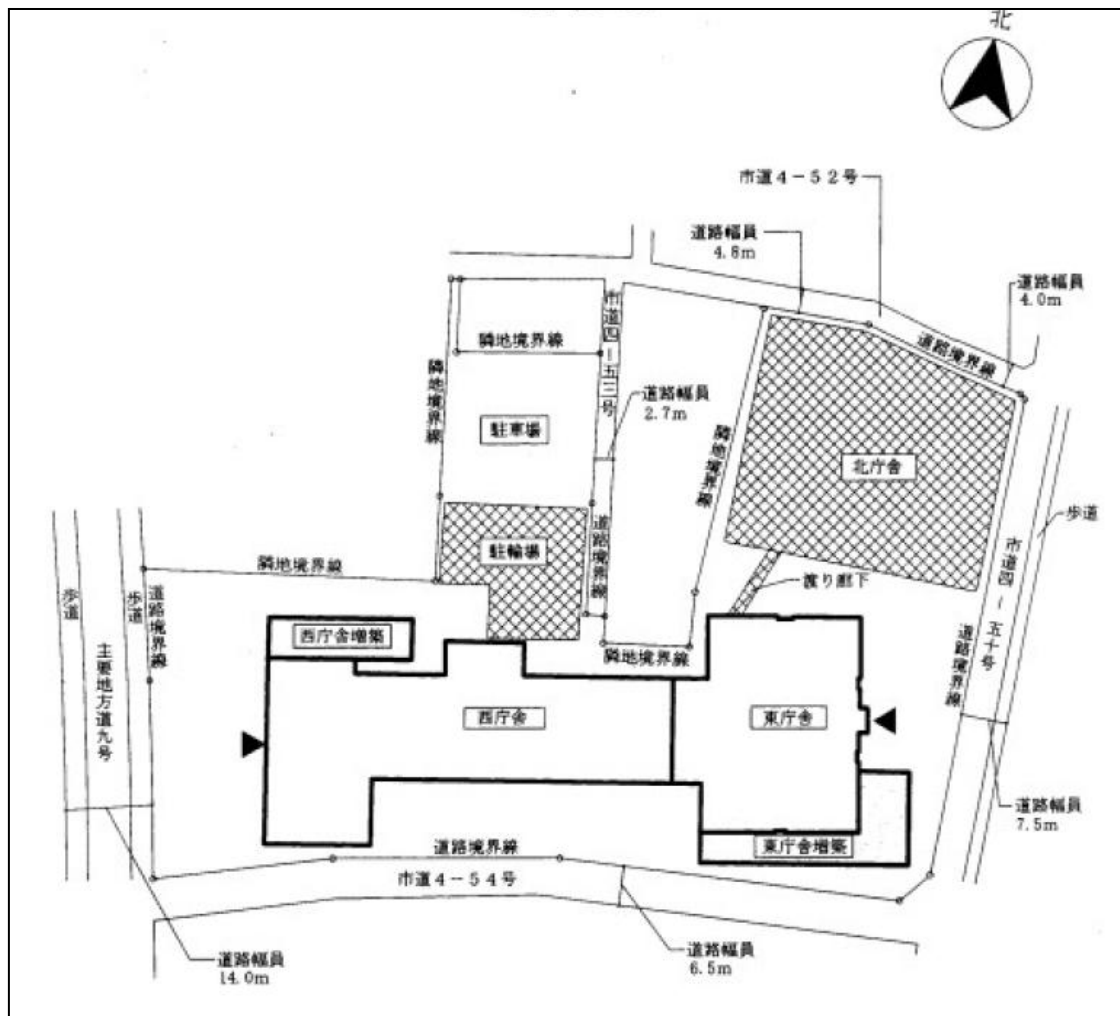 北
市道４－５２号
道路幅員
4.8m
道路幅員
4.0m
市道四－五三号
隣地境界線
道路境界線
隣地境界線
道路幅員
2.7m
駐車場
隣地境界線
北庁舎
歩道
道路境界線
駐輪場
隣地境界線
渡り廊下
市道四－五十号
道路境界線
歩道
主要地方道九号
歩道
道路境界線
西庁舎増築
隣地境界線
西庁舎
東庁舎
道路幅員
7.5m
道路境界線
東庁舎増築
市道４－５４号
道路幅員
14.0m
道路幅員
6.5m